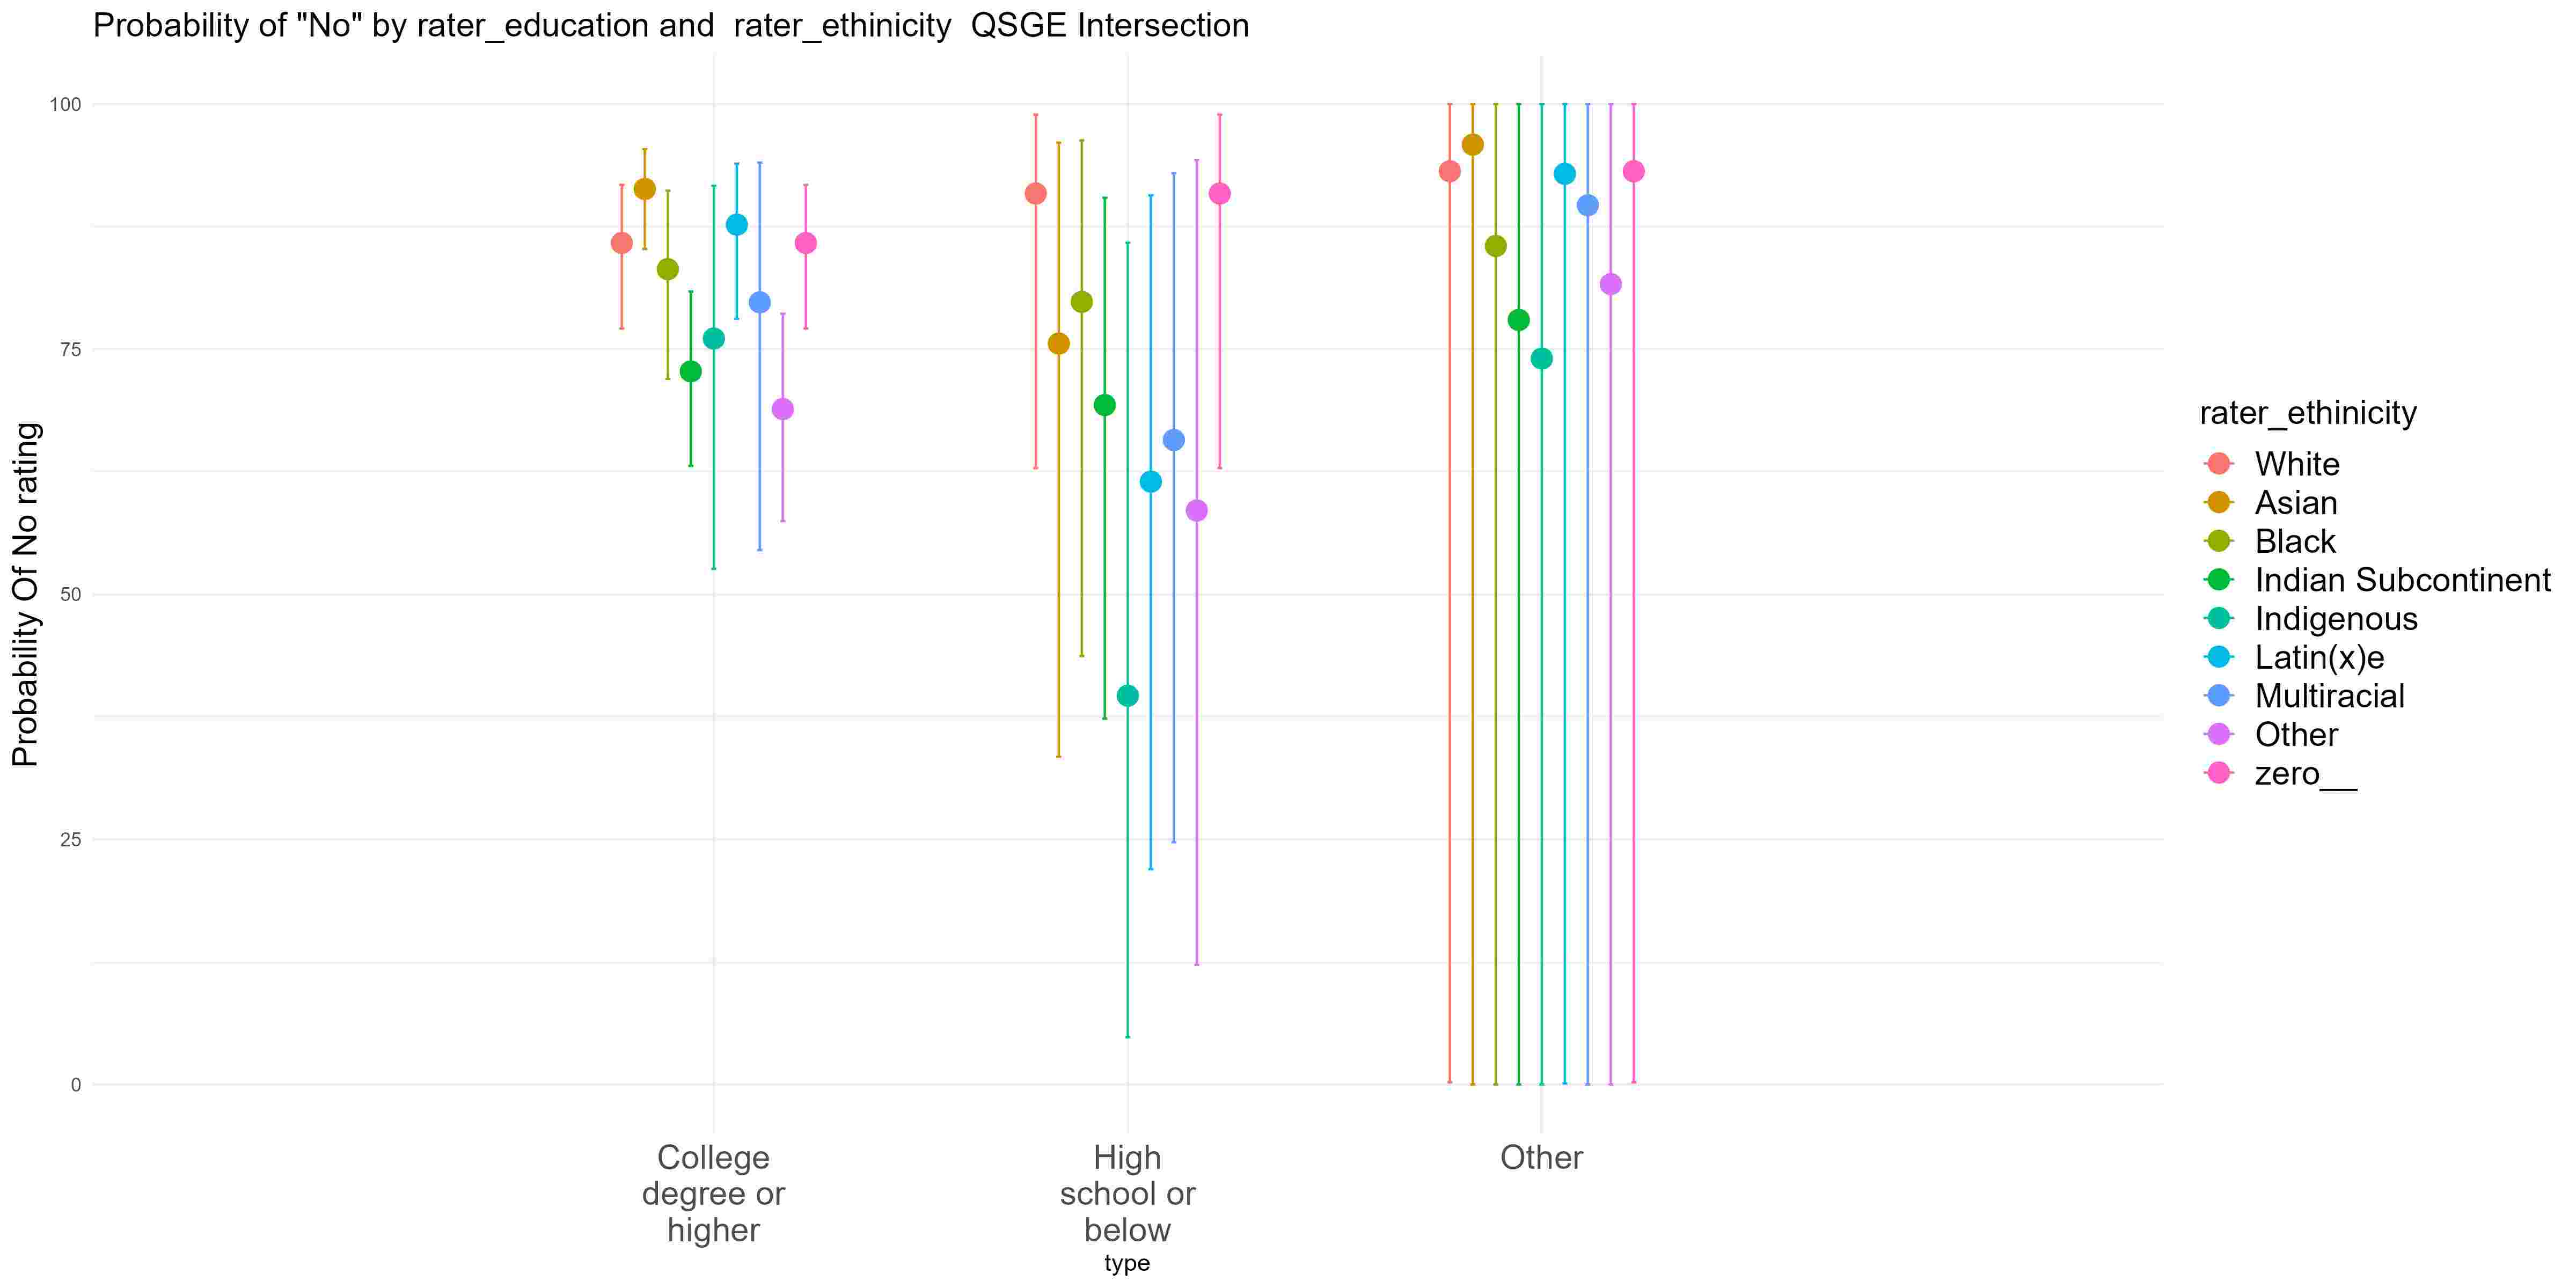 Probability of "No" by rater_education and  rater_ethinicity  QSGE Intersection
Probability Of No rating
100
75
50
25
0
College
degree or
higher
High
school or
below
Other
type
rater_ethinicity
White
Asian
Black
Indian Subcontinent
Indigenous
Latin(x)e
Multiracial
Other
zero__